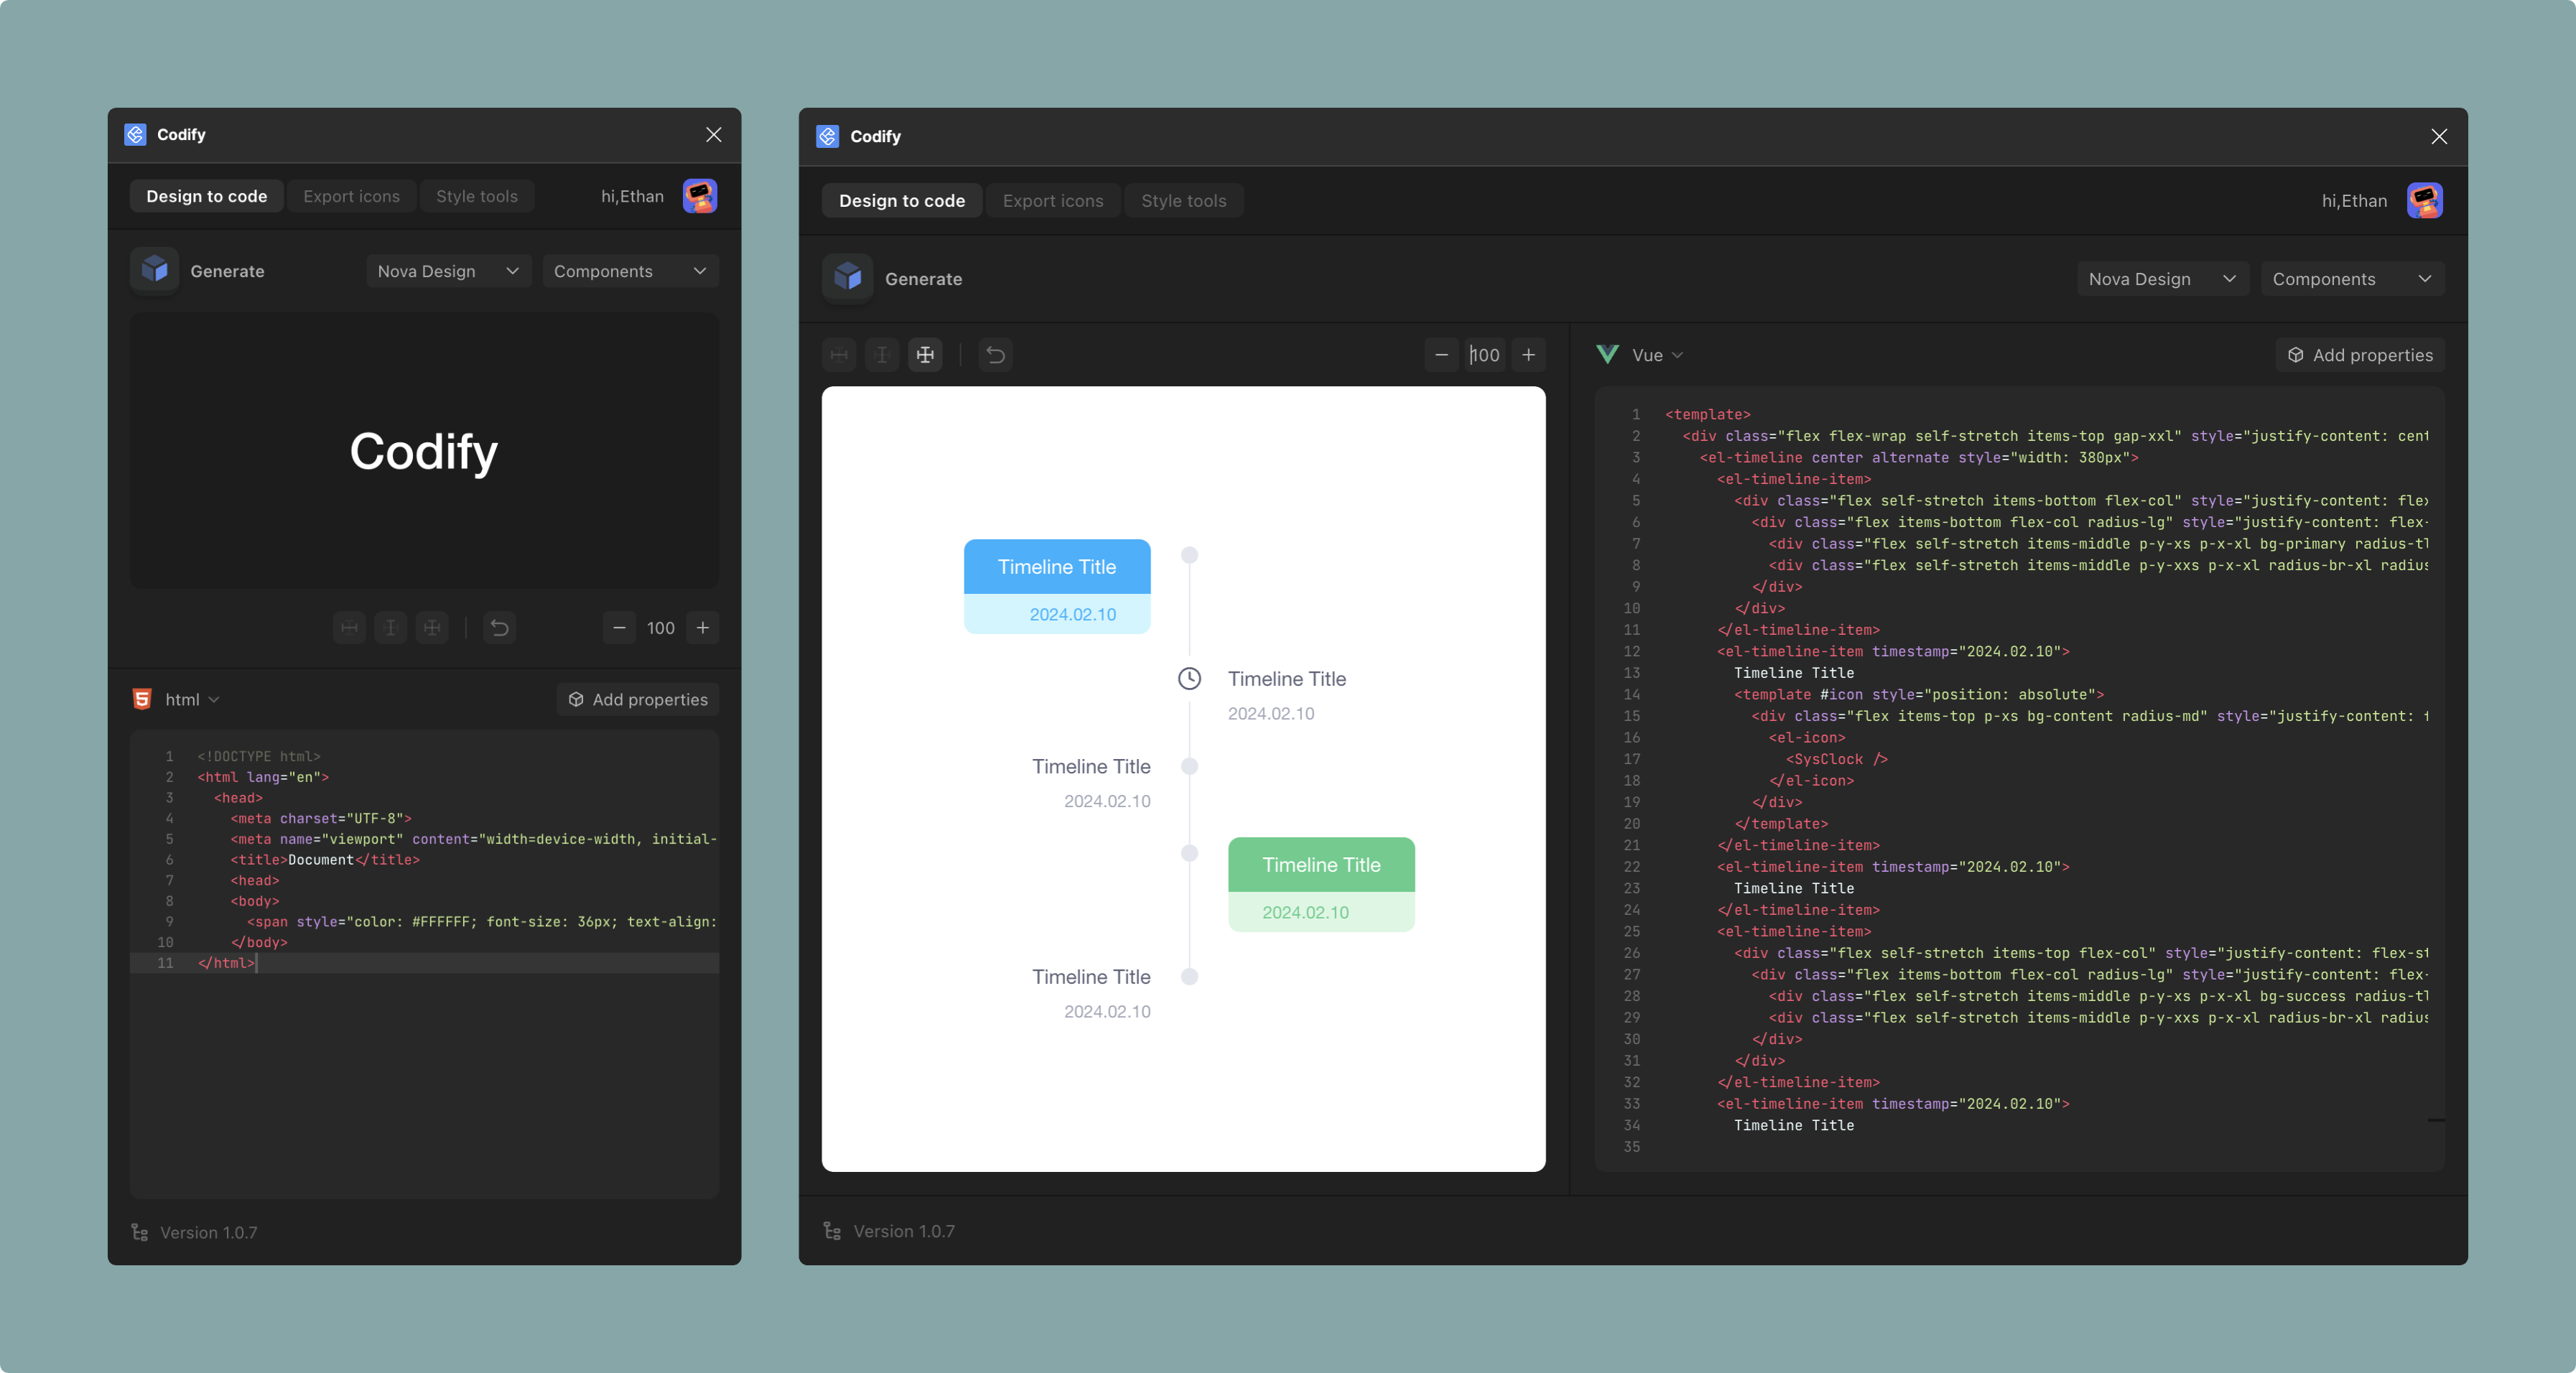 Codify
Design to code
Export icons
Style tools
hi,Ethan
Generate
Nova Design
Components
Codify
100
html
Add properties
1 <!DOCTYPE html>
2 <html lang="en">
3 <head>
4 <meta charset="UTF-8">
5 <meta name="viewport" content="width=device-width, initial-
6 <title>Document</title>
7 <head>
8 <body>
9 <span style="color: #FFFFFF; font-size: 36px; text-align:
10 </body>
11 </html>
Version 1.0.7
Codify
Design to code
Export icons
Style tools
hi,Ethan
Generate
Nova Design
Components
100
Timeline Title
2024.02.10
Timeline Title
2024.02.10
Timeline Title
2024.02.10
Timeline Title
2024.02.10
Timeline Title
2024.02.10
Vue
Add properties
1 <template>
2 <div class="flex flex-wrap self-stretch items-top gap-xxl" style="justify-content: cent
3 <el-timeline center alternate style="width: 380px">
4 <el-timeline-item>
5 <div class="flex self-stretch items-bottom flex-col" style="justify-content: flex
6 <div class="flex items-bottom flex-col radius-lg" style="justify-content: flex-
7 <div class="flex self-stretch items-middle p-y-xs p-x-xl bg-primary radius-tl
8 <div class="flex self-stretch items-middle p-y-xxs p-x-xl radius-br-xl radius
9 </div>
10 </div>
11 </el-timeline-item>
12 <el-timeline-item timestamp="2024.02.10">
13 Timeline Title
14 <template #icon style="position: absolute">
15 <div class="flex items-top p-xs bg-content radius-md" style="justify-content: f
16 <el-icon>
17 <SysClock />
18 </el-icon>
19 </div>
20 </template>
21 </el-timeline-item>
22 <el-timeline-item timestamp="2024.02.10">
23 Timeline Title
24 </el-timeline-item>
25 <el-timeline-item>
26 <div class="flex self-stretch items-top flex-col" style="justify-content: flex-st
27 <div class="flex items-bottom flex-col radius-lg" style="justify-content: flex-
28 <div class="flex self-stretch items-middle p-y-xs p-x-xl bg-success radius-tl
29 <div class="flex self-stretch items-middle p-y-xxs p-x-xl radius-br-xl radius
30 </div>
31 </div>
32 </el-timeline-item>
33 <el-timeline-item timestamp="2024.02.10">
34 Timeline Title
35
Version 1.0.7